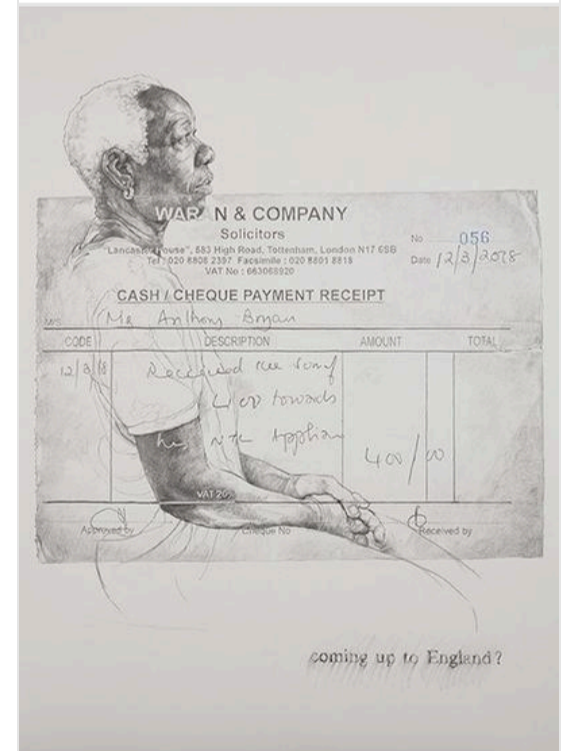 WAR N & COMPANY
Solicitors
"Lancaster House", 583 High Road, Tottenham, London N17 6SB
Tel : 020 8808 2397 Facsimile : 020 8801 8818
VAT No : 663068920
No 056
Date 12/3/2018
CASH / CHEQUE PAYMENT RECEIPT
M/S Mr Anthony Bryan
CODE DESCRIPTION AMOUNT TOTAL
12/3/18 Received the sum of
towards
his NTL Application
400/00
VAT 20
Approved by Cheque No Received by
coming up to England?